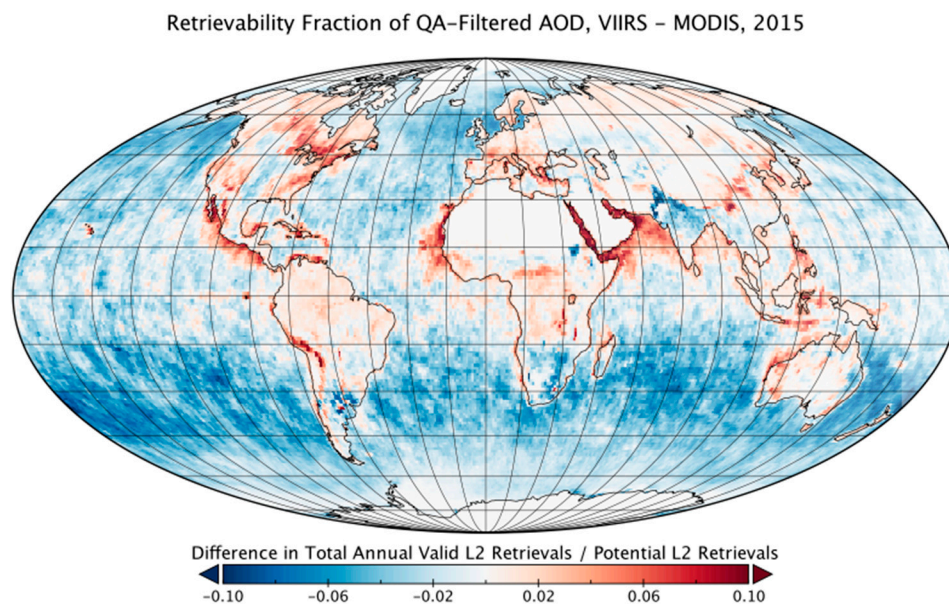 Retrievability Fraction of QA-Filtered AOD, VIIRS – MODIS, 2015
Difference in Total Annual Valid L2 Retrievals / Potential L2 Retrievals
-0.10 -0.06 -0.02 0.02 0.06 0.10